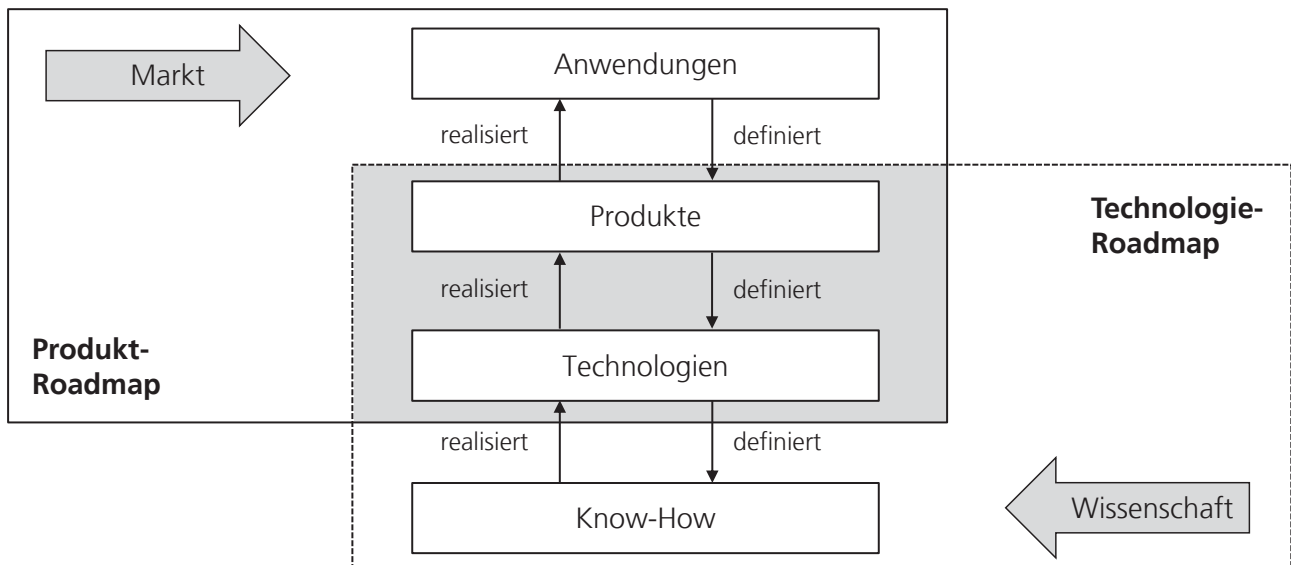 Markt
Anwendungen
realisiert
definiert
Produkte
Technologie-
Roadmap
realisiert
definiert
Produkt-
Roadmap
Technologien
realisiert
definiert
Know-How
Wissenschaft